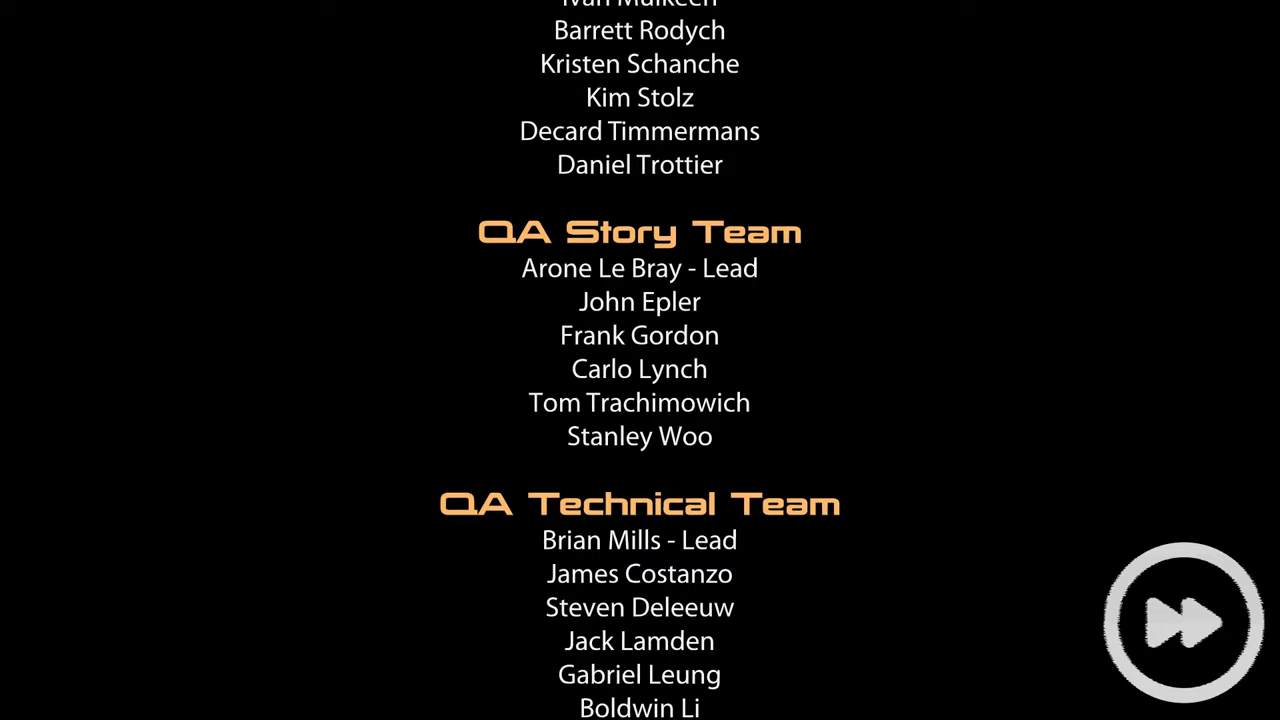 Ivan Mulkeen
Barrett Rodych
Kristen Schanche
Kim Stolz
Decard Timmermans
Daniel Trottier
QA Story Team
Arone Le Bray - Lead
John Epler
Frank Gordon
Carlo Lynch
Tom Trachimowich
Stanley Woo
QA Technical Team
Brian Mills - Lead
James Costanzo
Steven Deleeuw
Jack Lamden
Gabriel Leung
Boldwin Li